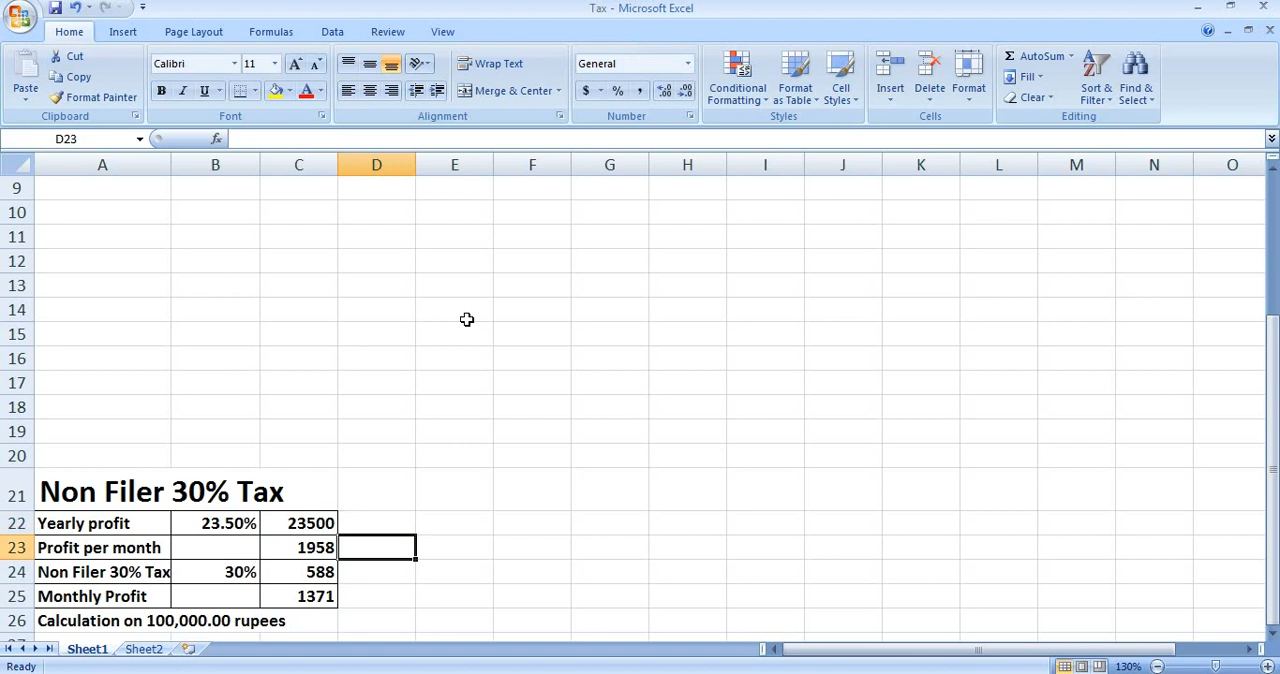 Tax - Microsoft Excel
Home Insert Page Layout Formulas Data Review View
Cut
Copy
Format Painter
Paste
Clipboard
Calibri 11
B I U
Font
Wrap Text
Merge & Center
Alignment
General
$ % ,
Number
Conditional Formatting
Format as Table
Cell Styles
Styles
Insert
Delete
Format
Cells
AutoSum
Fill
Clear
Sort & Filter
Find & Select
Editing
D23 fx
A B C D E F G H I J K L M N O
9
10
11
12
13
14
15
16
17
18
19
20
21 Non Filer 30% Tax
22 Yearly profit 23.50% 23500
23 Profit per month 1958
24 Non Filer 30% Tax 30% 588
25 Monthly Profit 1371
26 Calculation on 100,000.00 rupees
27
Sheet1 Sheet2
Ready 130%